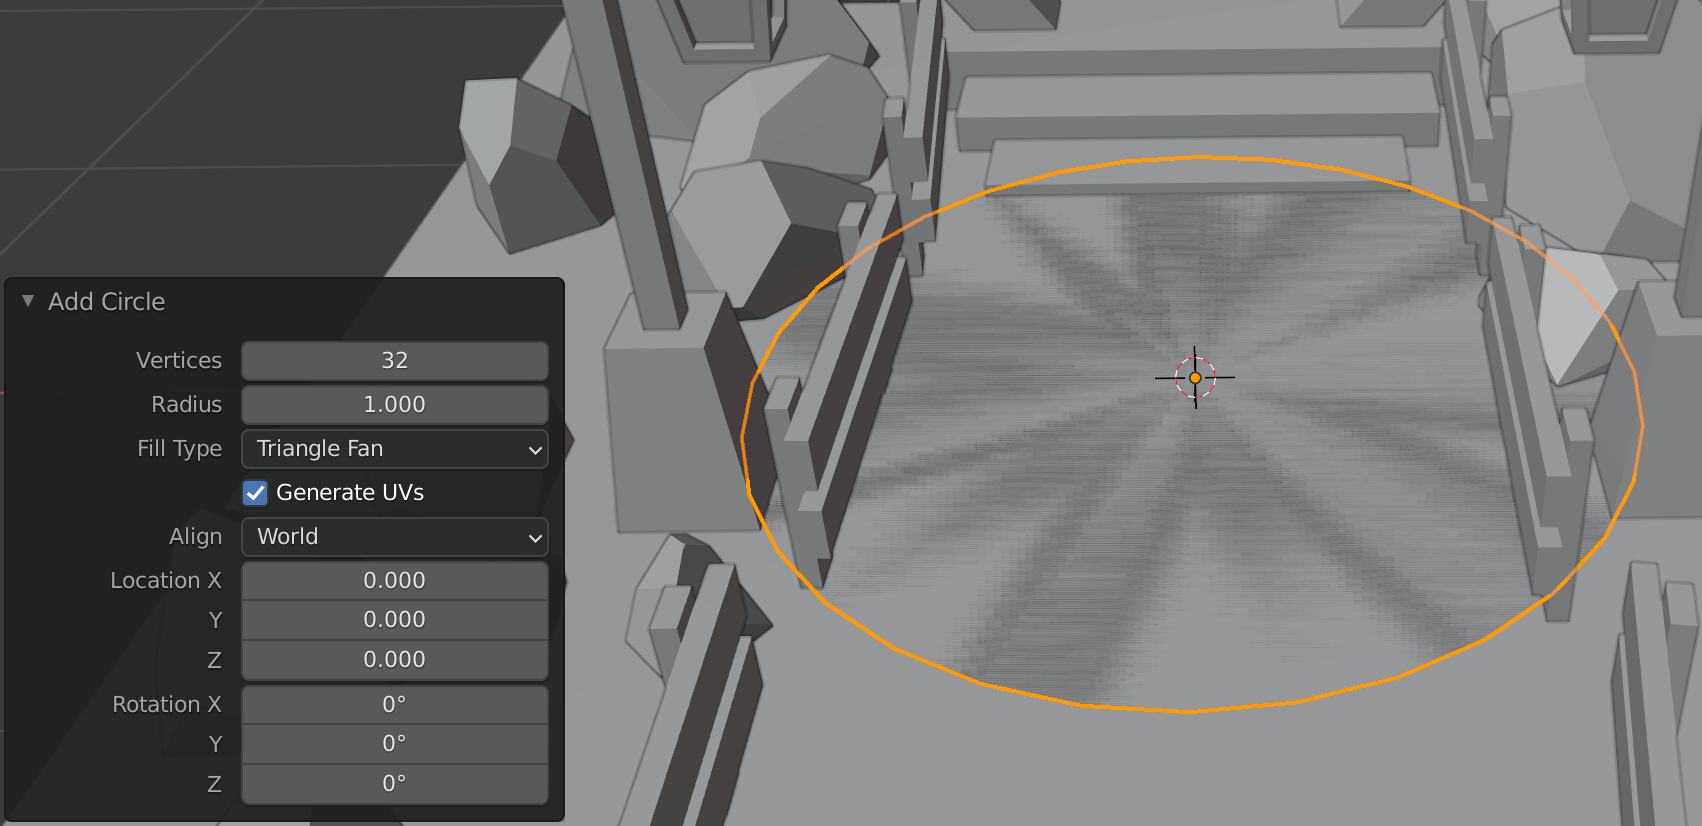 Add Circle
Vertices 32
Radius 1.000
Fill Type Triangle Fan
Generate UVs
Align World
Location X 0.000
Y 0.000
Z 0.000
Rotation X 0°
Y 0°
Z 0°